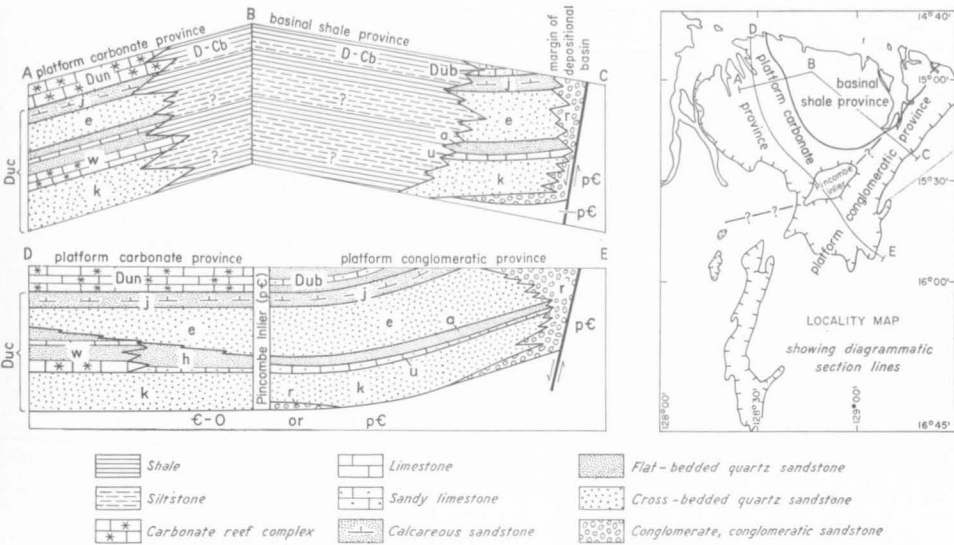 B
platform carbonate province
basinal shale province
margin of depositional basin
A
D-Cb
D-Cb
Dub
C
Dun
j
j
e
?
?
e
r
a
w
u
Duc
k
?
?
k
p€
p€
D
platform carbonate province
platform conglomeratic province
E
Dun
Dub
j
j
r
e
e
a
p€
Pincombe Inlier (p€)
Duc
w
h
u
k
k
r
€-O or p€
14°40'
D
B
A
15°00'
basinal shale province
platform carbonate province
conglomeratic province
C
?
15°30'
Pincombe Inlier
? ?
platform
E
16°00'
LOCALITY MAP
showing diagrammatic
section lines
128°00'
128°30'
129°00'
16°45'
Shale
Limestone
Flat-bedded quartz sandstone
Siltstone
Sandy limestone
Cross-bedded quartz sandstone
Carbonate reef complex
Calcareous sandstone
Conglomerate, conglomeratic sandstone